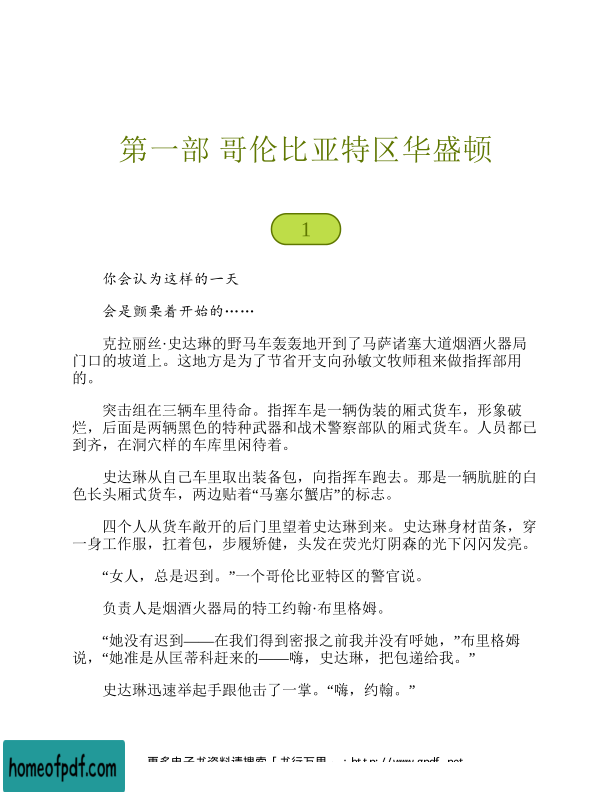 第一部 哥伦比亚特区华盛顿
1
你会认为这样的一天
会是颤栗着开始的……
克拉丽丝·史达琳的野马车轰轰地开到了马萨诸塞大道烟酒火器局
门口的坡道上。这地方是为了节省开支向孙敏文牧师租来做指挥部用
的。
突击组在三辆车里待命。指挥车是一辆伪装的厢式货车，形象破
烂，后面是两辆黑色的特种武器和战术警察部队的厢式货车。人员都已
到齐，在洞穴样的车库里闲待着。
史达琳从自己车里取出装备包，向指挥车跑去。那是一辆肮脏的白
色长头厢式货车，两边贴着“马塞尔蟹店”的标志。
四个人从货车敞开的后门里望着史达琳到来。史达琳身材苗条，穿
一身工作服，扛着包，步履矫健，头发在荧光灯阴森的光下闪闪发亮。
“女人，总是迟到。”一个哥伦比亚特区的警官说。
负责人是烟酒火器局的特工约翰·布里格姆。
“她没有迟到——在我们得到密报之前我并没有呼她，”布里格姆
说，“她准是从匡蒂科赶来的——嗨，史达琳，把包递给我。”
史达琳迅速举起手跟他击了一掌。“嗨，约翰。”
homeofpdf.com